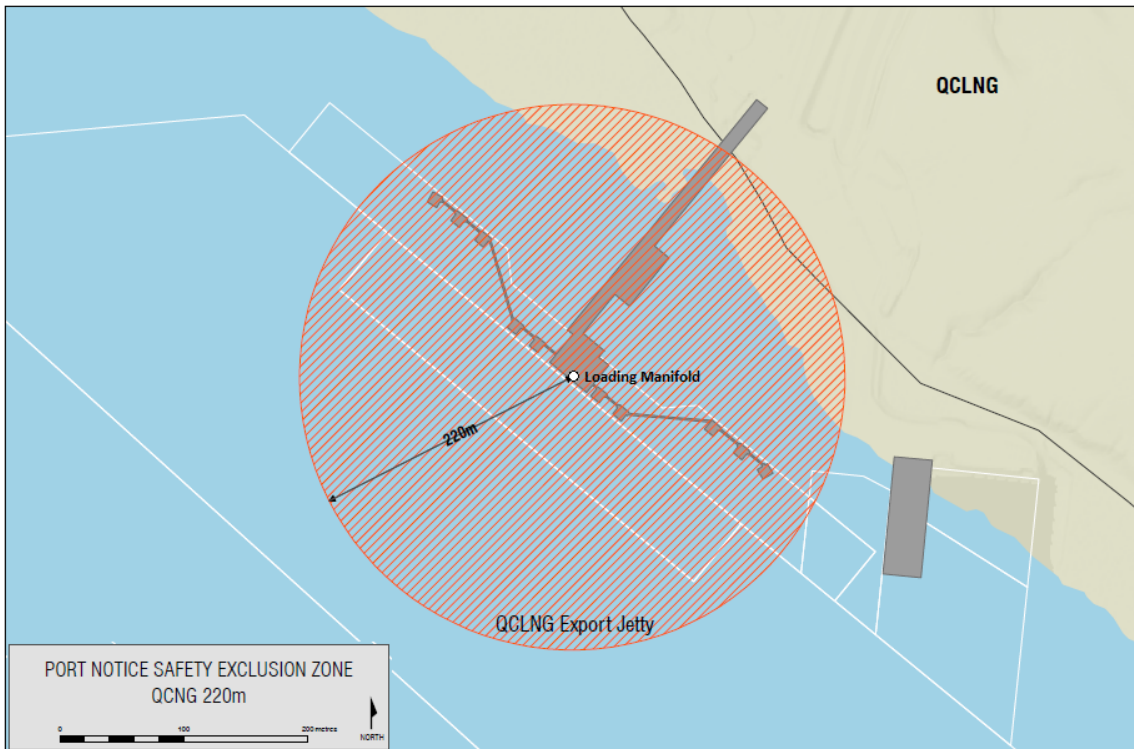 QCLNG
Loading Manifold
220m
QCLNG Export Jetty
PORT NOTICE SAFETY EXCLUSION ZONE
QCNG 220m
0 100 200 metres
NORTH